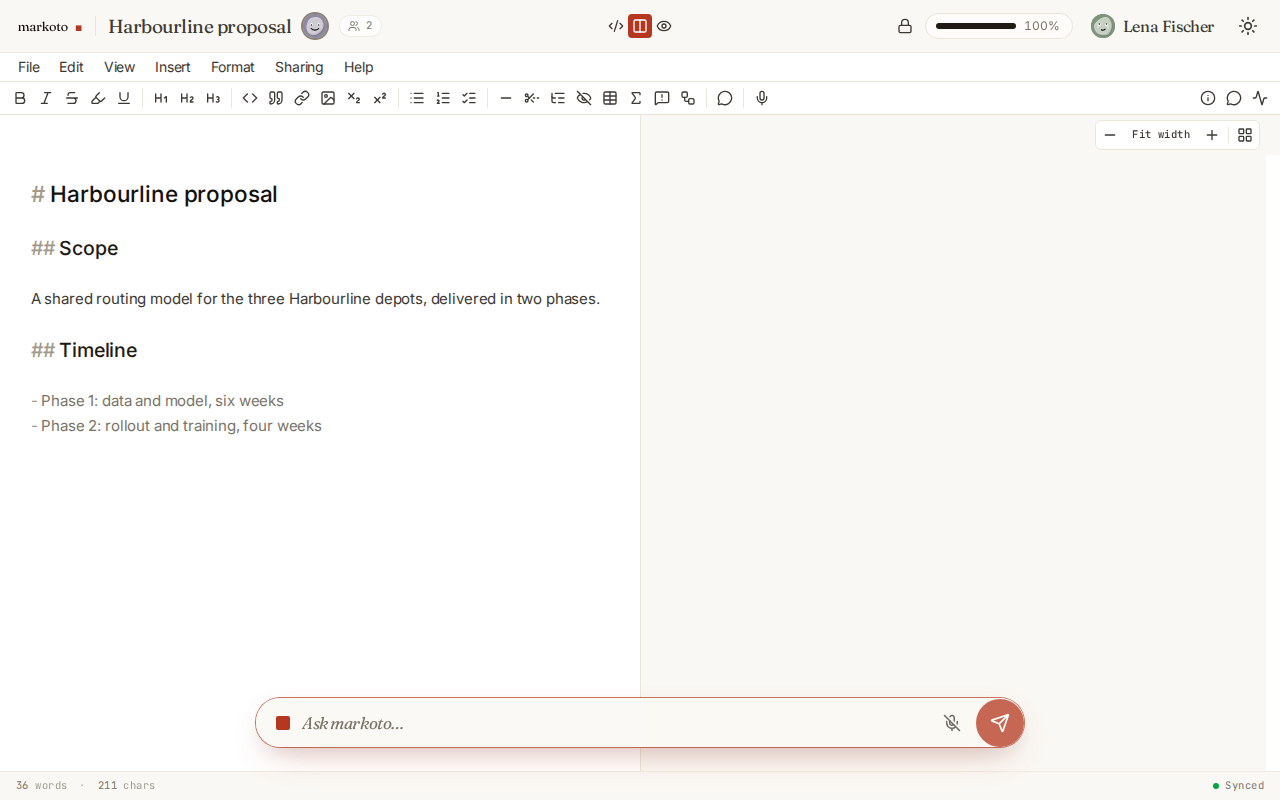 markoto
Harbourline proposal
2
100%
Lena Fischer
File Edit View Insert Format Sharing Help
H1 H2 H3
Fit width
# Harbourline proposal
## Scope
A shared routing model for the three Harbourline depots, delivered in two phases.
## Timeline
- Phase 1: data and model, six weeks
- Phase 2: rollout and training, four weeks
Ask markoto...
36 words · 211 chars
Synced